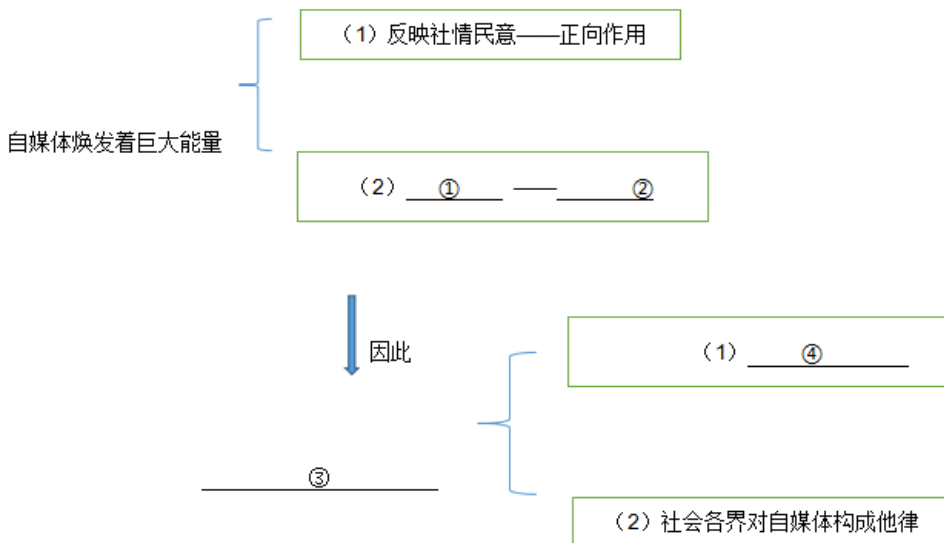 （1）反映社情民意——正向作用
自媒体焕发着巨大能量
（2）①——②
因此
（1）④
③
（2）社会各界对自媒体构成他律